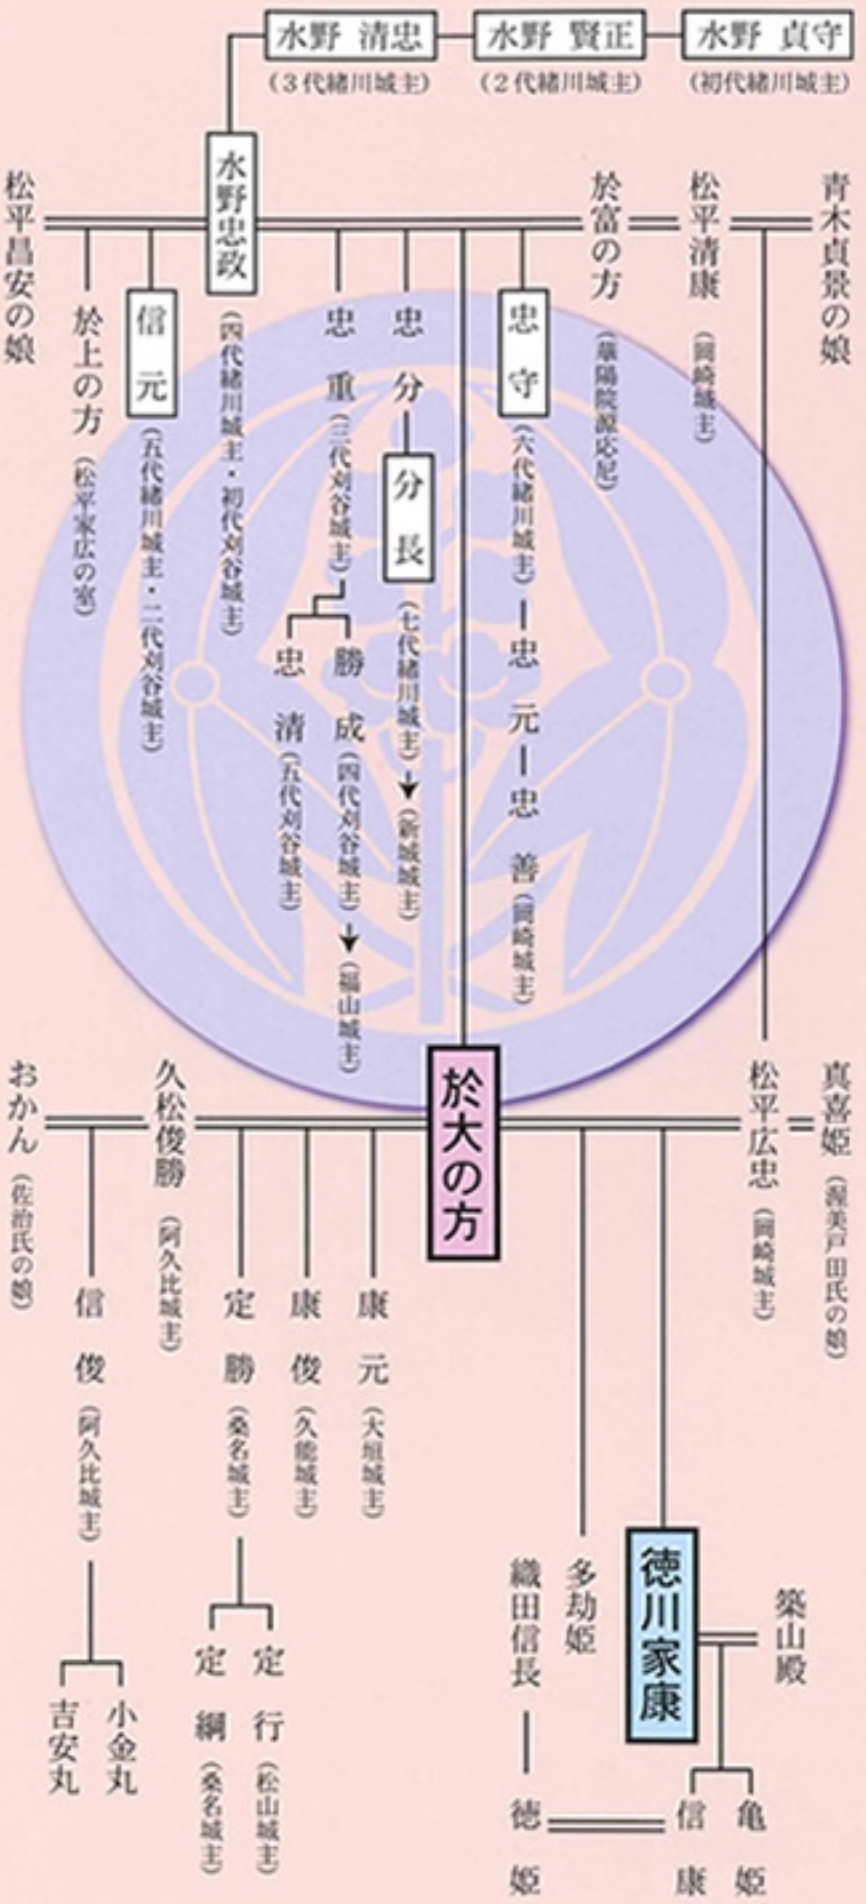 水野 貞守
(初代緒川城主)
水野 賢正
(2代緒川城主)
水野 清忠
(3代緒川城主)
青木貞景の娘
松平清康
(岡崎城主)
於富の方
(華陽院源応尼)
水野忠政
(四代緒川城主・初代刈谷城主)
松平昌安の娘
忠守
(六代緒川城主)
忠元
忠善
(岡崎城主)
忠分
分長
(七代緒川城主)
(新城城主)
忠重
(三代刈谷城主)
勝成
(四代刈谷城主)
(福山城主)
忠清
(五代刈谷城主)
信元
(五代緒川城主・二代刈谷城主)
於上の方
(松平家広の室)
真喜姫
(渥美戸田氏の娘)
松平広忠
(岡崎城主)
於大の方
久松俊勝
(阿久比城主)
おかん
(佐治氏の娘)
築山殿
徳川家康
多劫姫
織田信長
亀姫
信康
徳姫
康元
(大垣城主)
康俊
(久能城主)
定勝
(桑名城主)
定行
(松山城主)
定綱
(桑名城主)
信俊
(阿久比城主)
小金丸
吉安丸